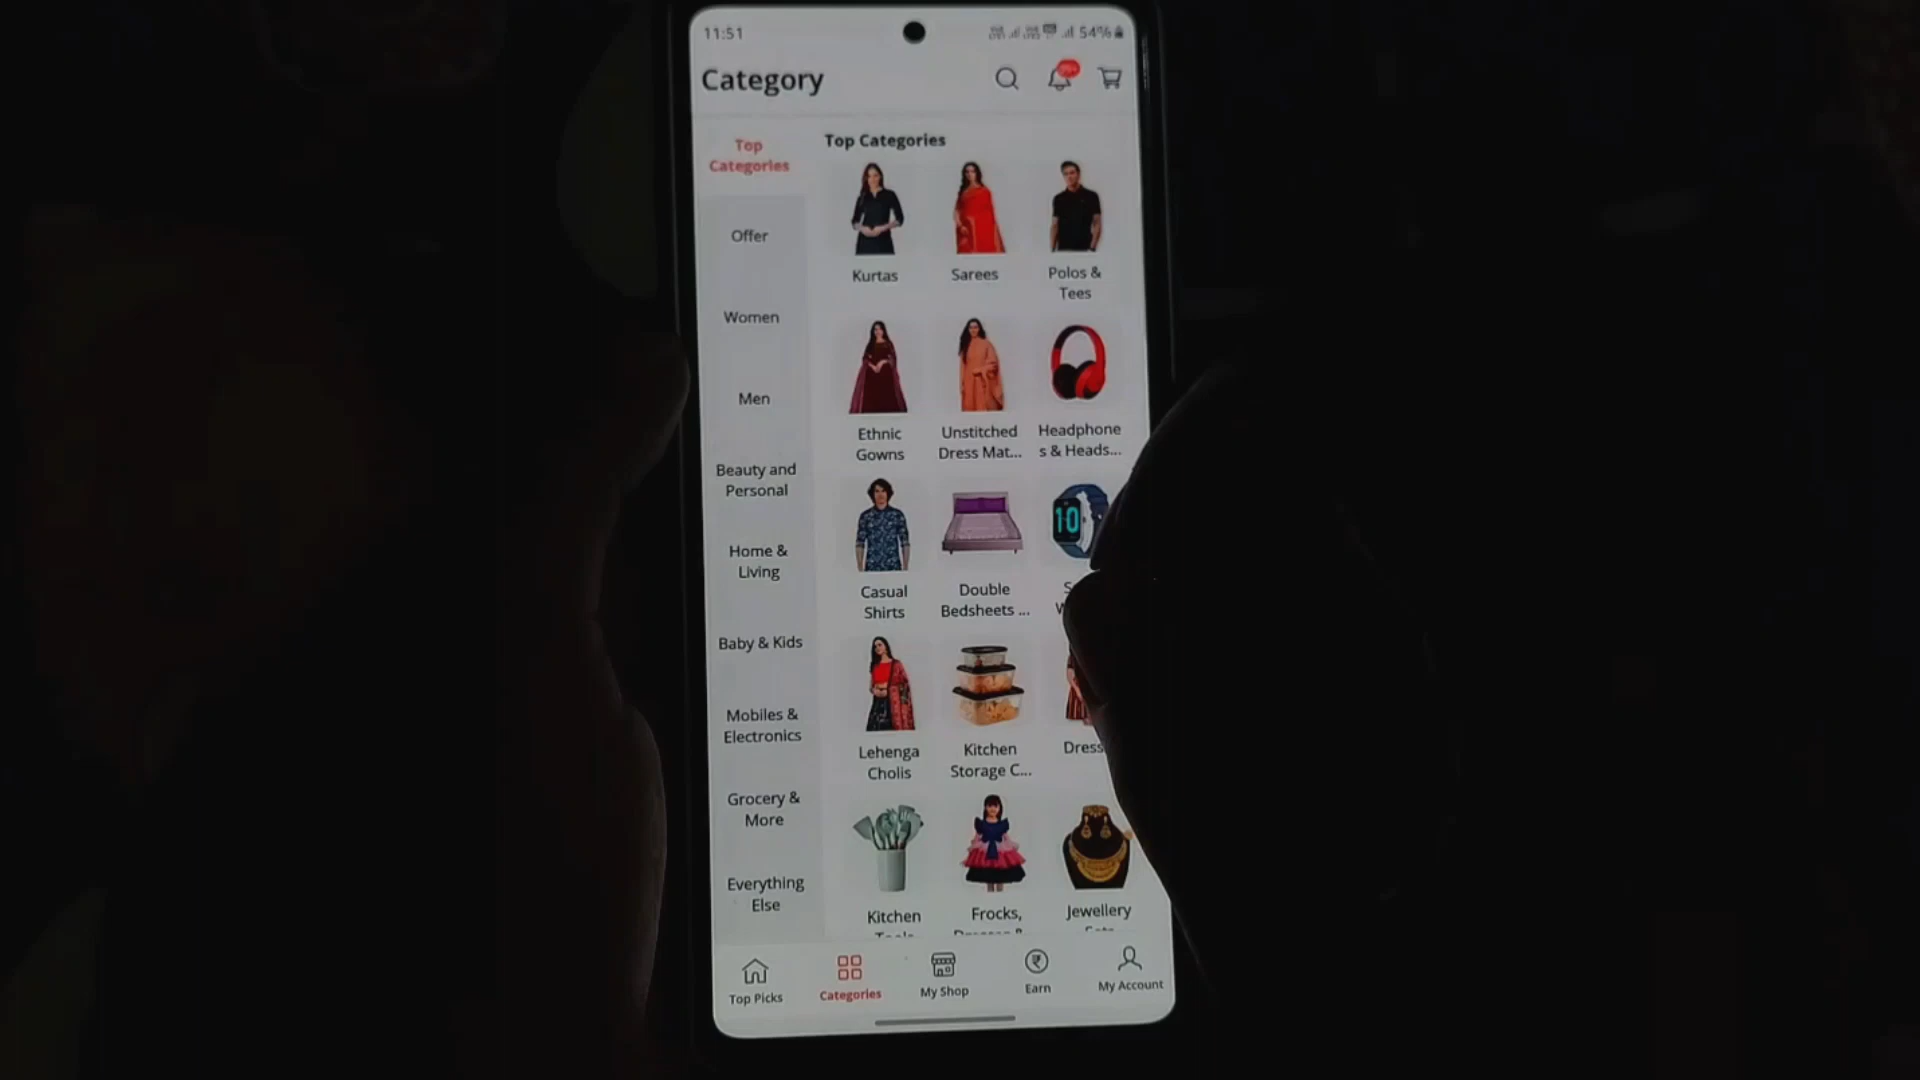 11:51
54%
Category
Top
Categories
Offer
Women
Men
Beauty and
Personal
Home &
Living
Baby & Kids
Mobiles &
Electronics
Grocery &
More
Everything
Else
Top Categories
Kurtas
Sarees
Polos &
Tees
Ethnic
Gowns
Unstitched
Dress Mat...
Headphone
s & Heads...
10
Casual
Shirts
Double
Bedsheets ...
Lehenga
Cholis
Kitchen
Storage C...
Dress
Kitchen
Frocks,
Jewellery
Top Picks
Categories
My Shop
₹
Earn
My Account